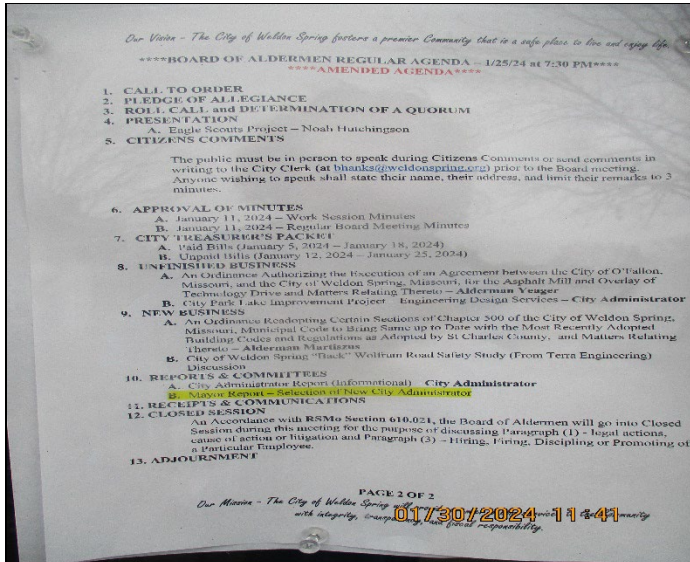 Our Vision - The City of Weldon Spring fosters a premier Community that is a safe place to live and enjoy life.
****BOARD OF ALDERMEN REGULAR AGENDA – 1/25/24 at 7:30 PM****
****AMENDED AGENDA****
1. CALL TO ORDER
2. PLEDGE OF ALLEGIANCE
3. ROLL CALL and DETERMINATION OF A QUORUM
4. PRESENTATION
A. Eagle Scouts Project – Noah Hutchingson
5. CITIZENS COMMENTS
The public must be in person to speak during Citizens Comments or send comments in
writing to the City Clerk (at bhanks@weldonspring.org) prior to the Board meeting.
Anyone wishing to speak shall state their name, their address, and limit their remarks to 3
minutes.
6. APPROVAL OF MINUTES
A. January 11, 2024 – Work Session Minutes
B. January 11, 2024 – Regular Board Meeting Minutes
7. CITY TREASURER'S PACKET
A. Paid Bills (January 5, 2024 – January 18, 2024)
B. Unpaid Bills (January 12, 2024 – January 25, 2024)
8. UNFINISHED BUSINESS
A. An Ordinance Authorizing the Execution of an Agreement between the City of O'Fallon,
Missouri, and the City of Weldon Spring, Missouri, for the Asphalt Mill and Overlay of
Technology Drive and Matters Relating Thereto – Alderman Yeager
B. City Park Lake Improvement Project – Engineering Design Services – City Administrator
9. NEW BUSINESS
A. An Ordinance Readopting Certain Sections of Chapter 500 of the City of Weldon Spring,
Missouri, Municipal Code to Bring Same up to Date with the Most Recently Adopted
Building Codes and Regulations as Adopted by St Charles County, and Matters Relating
Thereto – Alderman Martiszus
B. City of Weldon Spring "Back" Wolfrum Road Safety Study (From Terra Engineering)
Discussion
10. REPORTS & COMMITTEES
A. City Administrator Report (Informational) – City Administrator
B. Mayor Report – Selection of New City Administrator
11. RECEIPTS & COMMUNICATIONS
12. CLOSED SESSION
An Accordance with RSMo Section 610.021, the Board of Aldermen will go into Closed
Session during this meeting for the purpose of discussing Paragraph (1) - legal actions,
cause of action or litigation and Paragraph (3) – Hiring, Firing, Discipling or Promoting of
a Particular Employee.
13. ADJOURNMENT
PAGE 2 OF 2
Our Mission - The City of Weldon Spring will community
with integrity, transparency, and fiscal responsibility.
01/30/2024 11:41